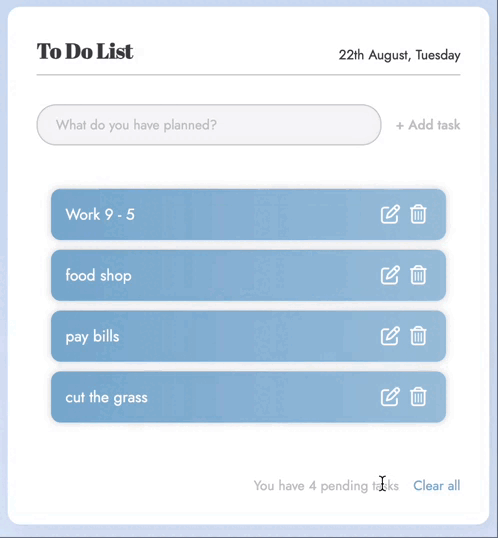 To Do List
22th August, Tuesday
What do you have planned?
+ Add task
Work 9 - 5
food shop
pay bills
cut the grass
You have 4 pending tasks
Clear all